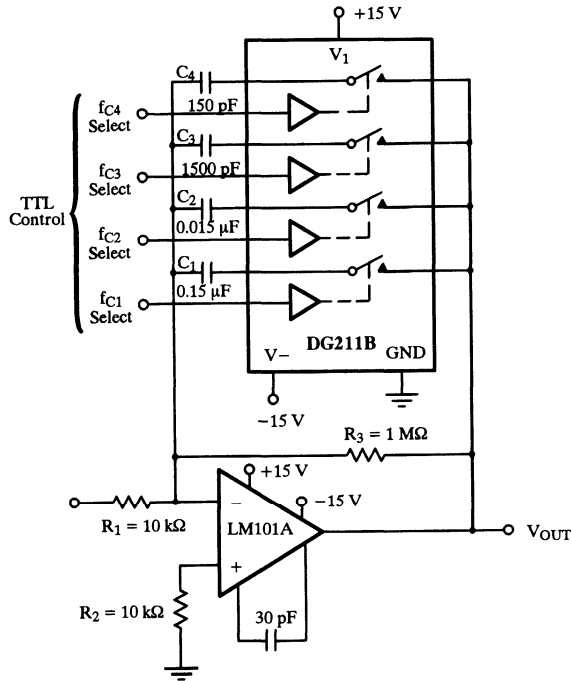 +15 V
V1
C4
150 pF
fC4
Select
C3
1500 pF
fC3
Select
TTL
Control
C2
0.015 µF
fC2
Select
C1
0.15 µF
fC1
Select
DG211B
V−
GND
−15 V
R3 = 1 MΩ
+15 V
−15 V
−
LM101A
R1 = 10 kΩ
VOUT
+
R2 = 10 kΩ
30 pF